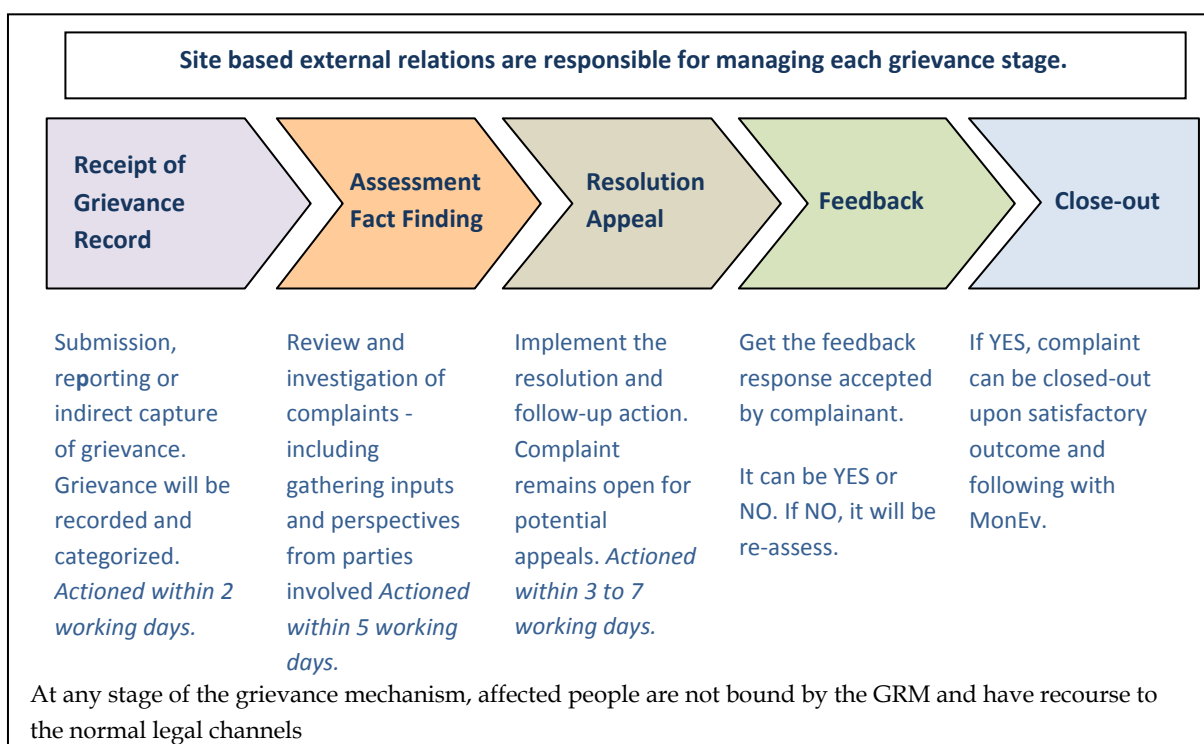 Site based external relations are responsible for managing each grievance stage.
Receipt of
Grievance
Record
Assessment
Fact Finding
Resolution
Appeal
Feedback
Close-out
Submission,
reporting or
indirect capture
of grievance.
Grievance will be
recorded and
categorized.
Actioned within 2
working days.
Review and
investigation of
complaints -
including
gathering inputs
and perspectives
from parties
involved Actioned
within 5 working
days.
Implement the
resolution and
follow-up action.
Complaint
remains open for
potential
appeals. Actioned
within 3 to 7
working days.
Get the feedback
response accepted
by complainant.
It can be YES or
NO. If NO, it will be
re-assess.
If YES, complaint
can be closed-out
upon satisfactory
outcome and
following with
MonEv.
At any stage of the grievance mechanism, affected people are not bound by the GRM and have recourse to
the normal legal channels